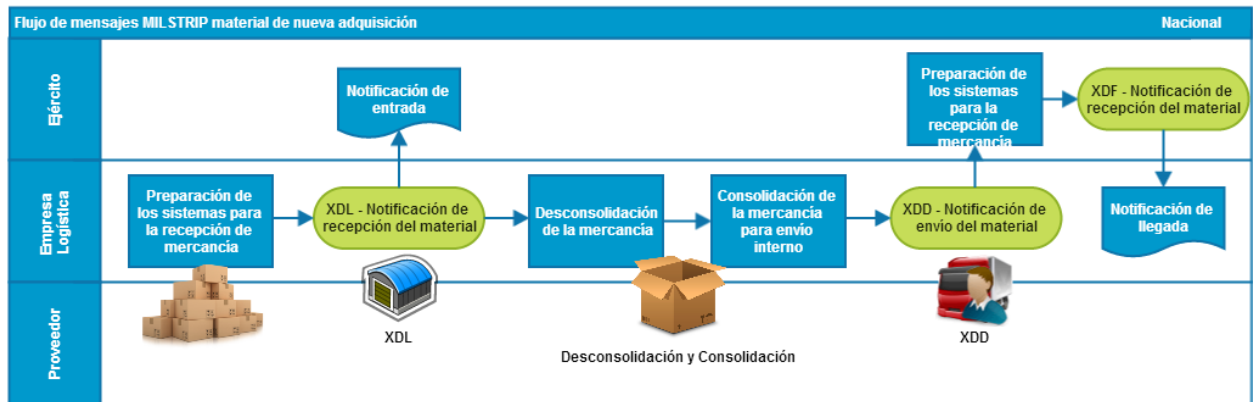 Flujo de mensajes MILSTRIP material de nueva adquisición
Nacional
Ejército
Notificación de
entrada
Preparación de
los sistemas
para la
recepción de
mercancía
XDF - Notificación de
recepción del material
Empresa
Logística
Preparación de
los sistemas para
la recepción de
mercancía
XDL - Notificación de
recepción del material
Desconsolidación
de la mercancía
Consolidación de
la mercancía
para envío
interno
XDD - Notificación de
envío del material
Notificación de
llegada
Proveedor
XDL
Desconsolidación y Consolidación
XDD